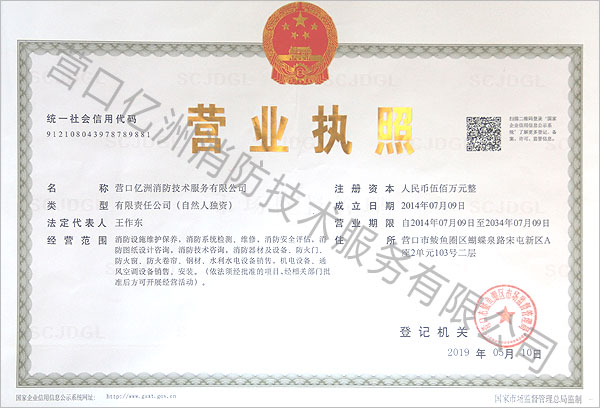 统一社会信用代码
912108043978789881
营业执照
扫描二维码登录"国家
企业信用信息公示系
统"了解更多登记、备
案、许可、监管信息。
名 称 营口亿洲消防技术服务有限公司
类 型 有限责任公司（自然人独资）
法定代表人 王作东
经营范围 消防设施维护保养，消防系统检测、维修，消防安全评估，消
防图纸设计咨询，消防技术咨询，消防器材及设备、防火门、
防火窗、防火卷帘、钢材、水利水电设备销售，机电设备、通
风空调设备销售、安装。（依法须经批准的项目，经相关部门批
准后方可开展经营活动）。
注册资本 人民币伍佰万元整
成立日期 2014年07月09日
营业期限 自2014年07月09日至2034年07月09日
住 所 营口市鲅鱼圈区蝴蝶泉路宋屯新区A
座2单元103号二层
登记机关
2019 年 05月 10日
营口亿洲消防技术服务有限公司
国家企业信用信息公示系统网址： http://www.gsxt.gov.cn
国家市场监督管理总局监制
SCJDGL
SCJDGL
SCJDGL
SCJDGL